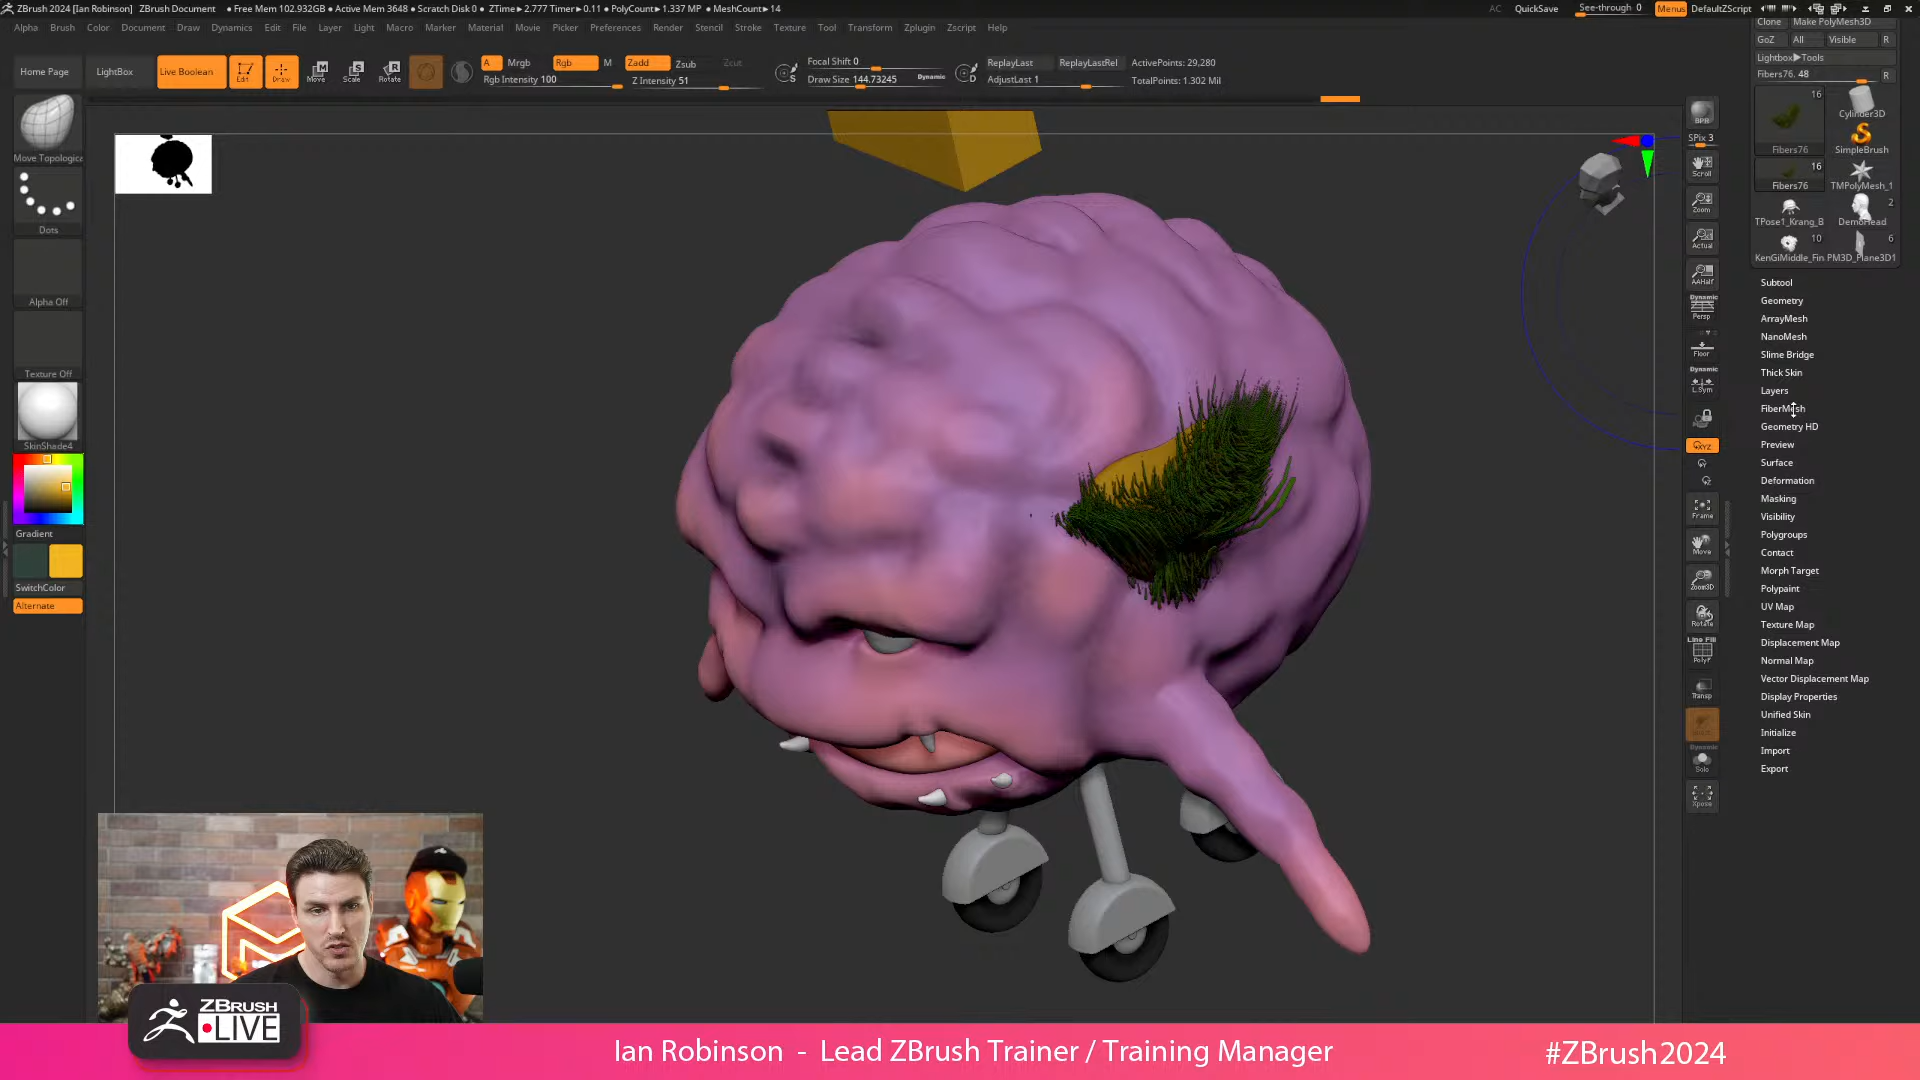 ZBrush 2024 [Ian Robinson] ZBrush Document • Free Mem 102.932GB • Active Mem 3648 • Scratch Disk 0 • ZTime▸2.777 Timer▸0.11 • PolyCount▸1.337 MP • MeshCount▸14 AC QuickSave See-through 0 Menus DefaultZScript
Alpha Brush Color Document Draw Dynamics Edit File Layer Light Macro Marker Material Movie Picker Preferences Render Stencil Stroke Texture Tool Transform Zplugin Zscript Help
Home Page LightBox Live Boolean Edit Draw Move Scale Rotate
A Mrgb Rgb M Zadd Zsub Zcut
Rgb Intensity 100 Z Intensity 51
Focal Shift 0
Draw Size 144.73245 Dynamic
ReplayLast ReplayLastRel ActivePoints: 29,280
AdjustLast 1 TotalPoints: 1.302 Mil
Move Topologica
Dots
Alpha Off
Texture Off
SkinShade4
Gradient
SwitchColor
Alternate
BPR
SPix 3
Scroll
Zoom
Actual
AAHalf
Dynamic
Persp
Floor
Dynamic
L.Sym
XYZ
Frame
Move
Zoom3D
Rotate
Line Fill
PolyF
Transp
Dynamic
Solo
Xpose
Clone Make PolyMesh3D
GoZ All Visible R
Lightbox▸Tools
Fibers76. 48 R
16
Cylinder3D
Fibers76 SimpleBrush
16
Fibers76 TMPolyMesh_1
2
TPose1_Krang_B DemoHead
10 6
KenGiMiddle_Fin PM3D_Plane3D1
Subtool
Geometry
ArrayMesh
NanoMesh
Slime Bridge
Thick Skin
Layers
FiberMesh
Geometry HD
Preview
Surface
Deformation
Masking
Visibility
Polygroups
Contact
Morph Target
Polypaint
UV Map
Texture Map
Displacement Map
Normal Map
Vector Displacement Map
Display Properties
Unified Skin
Initialize
Import
Export
ZBRUSH
LIVE
Ian Robinson - Lead ZBrush Trainer / Training Manager
#ZBrush2024